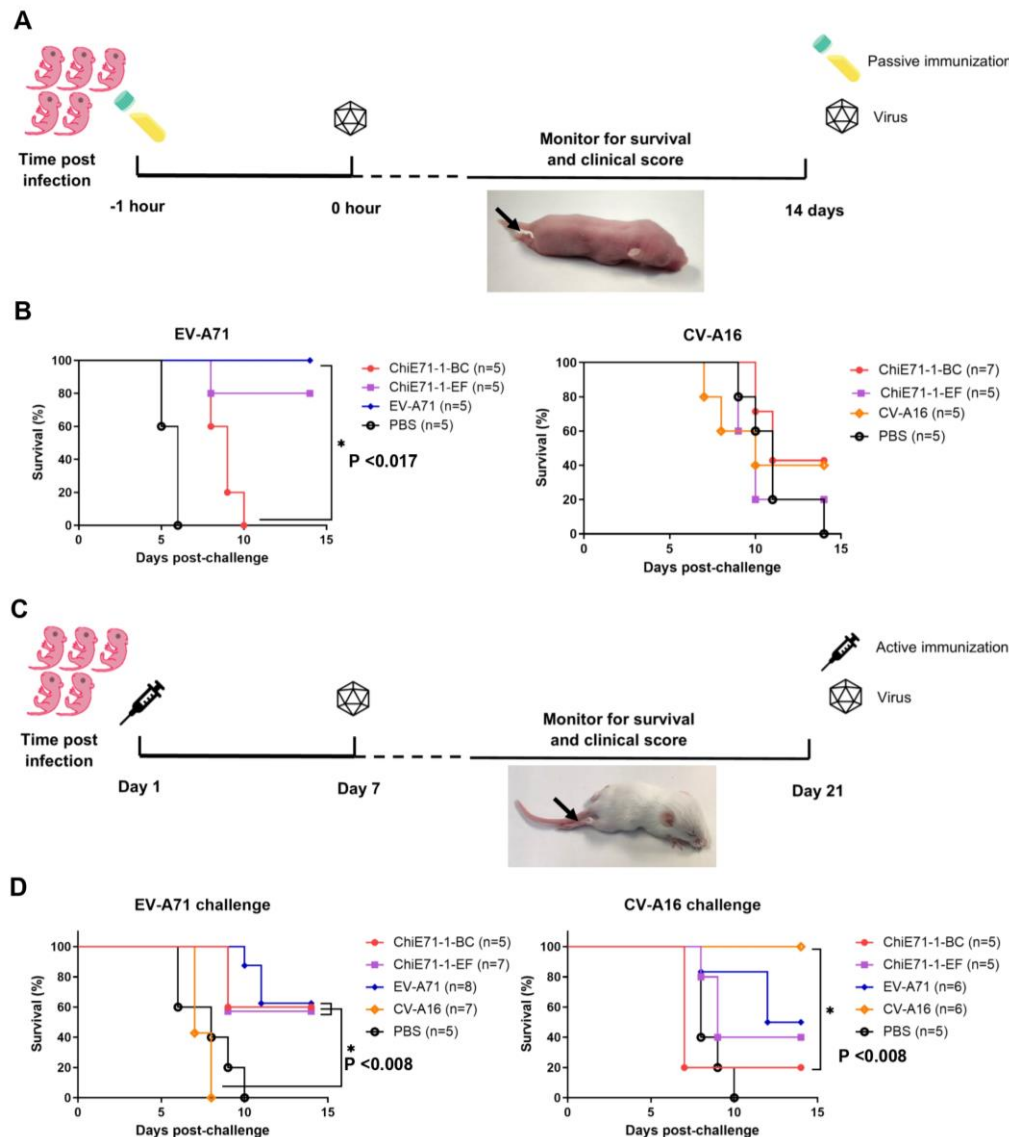 A
Passive immunization
Virus
Time post
infection
Monitor for survival
and clinical score
-1 hour
0 hour
14 days
B
EV-A71
100
80
60
40
20
0
Survival (%)
0
5
10
15
Days post-challenge
ChiE71-1-BC (n=5)
ChiE71-1-EF (n=5)
EV-A71 (n=5)
PBS (n=5)
*
P <0.017
CV-A16
100
80
60
40
20
0
Survival (%)
0
5
10
15
Days post-challenge
ChiE71-1-BC (n=7)
ChiE71-1-EF (n=5)
CV-A16 (n=5)
PBS (n=5)
C
Active immunization
Virus
Time post
infection
Monitor for survival
and clinical score
Day 1
Day 7
Day 21
D
EV-A71 challenge
100
80
60
40
20
0
Survival (%)
0
5
10
15
Days post-challenge
ChiE71-1-BC (n=5)
ChiE71-1-EF (n=7)
EV-A71 (n=8)
CV-A16 (n=7)
PBS (n=5)
*
P <0.008
CV-A16 challenge
100
80
60
40
20
0
Survival (%)
0
5
10
15
Days post-challenge
ChiE71-1-BC (n=5)
ChiE71-1-EF (n=5)
EV-A71 (n=6)
CV-A16 (n=6)
PBS (n=5)
*
P <0.008